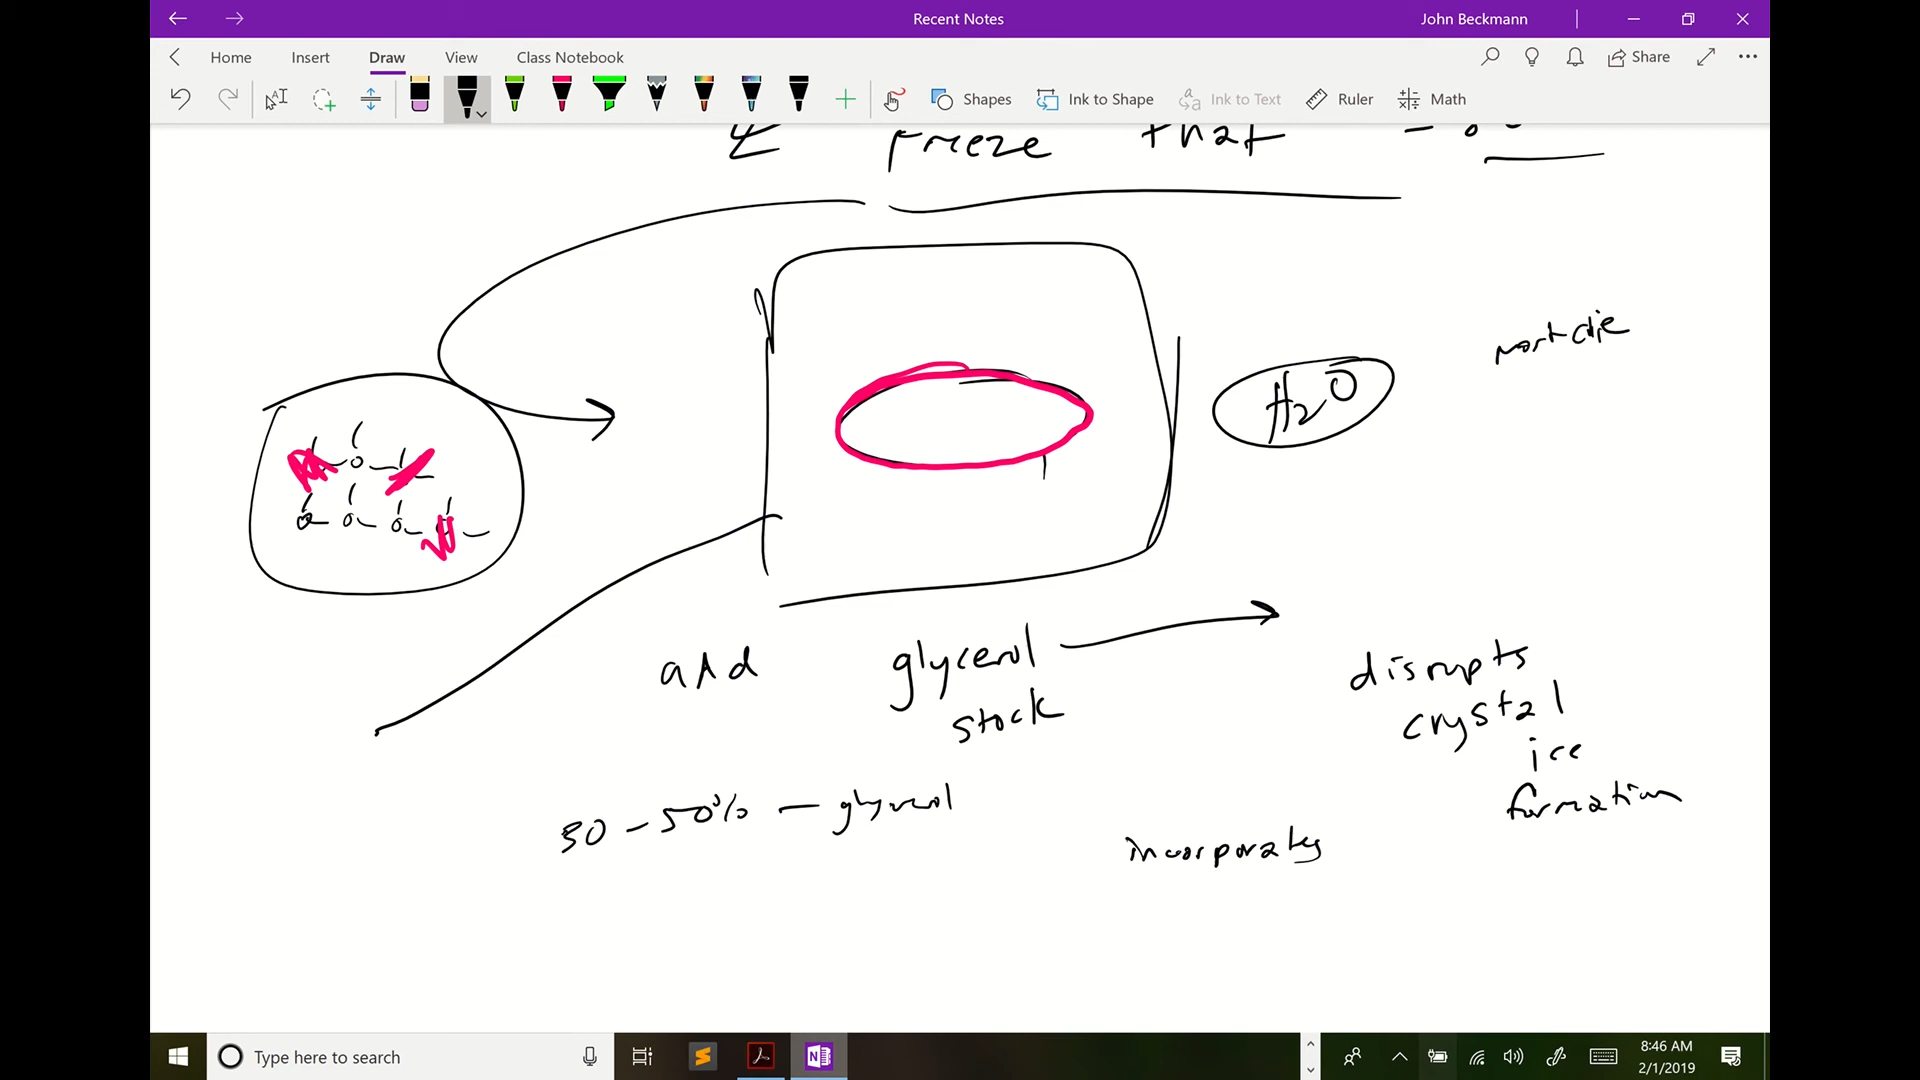 Recent Notes
John Beckmann
Home Insert Draw View Class Notebook
Share
Shapes Ink to Shape Ink to Text Ruler Math
& freeze that
H2O
add glycerol stock
disrupts
crystal
ice
formation
30-50% - glycerol
incorporates
Type here to search
8:46 AM
2/1/2019